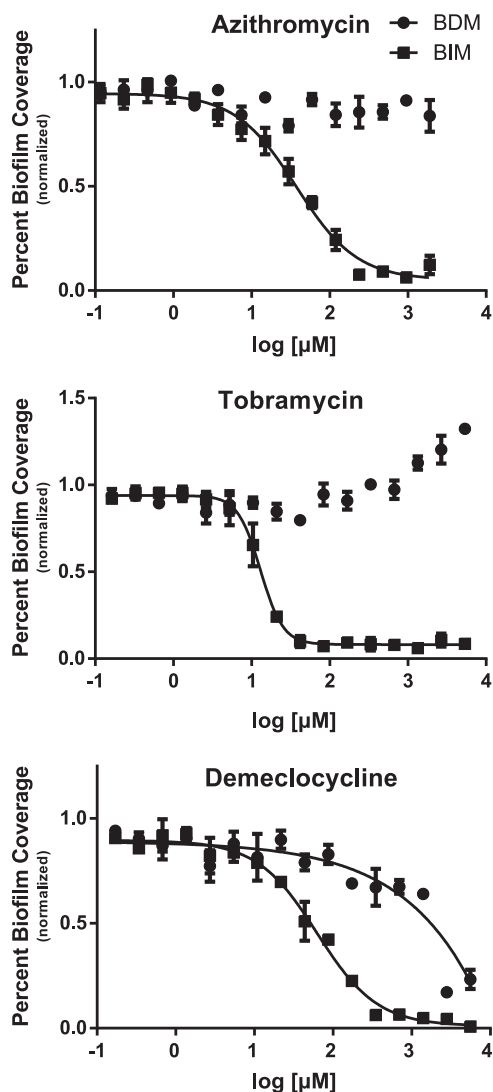 Azithromycin
BDM
BIM
Percent Biofilm Coverage
(normalized)
1.0
0.5
0.0
-1 0 1 2 3 4
log [µM]
Tobramycin
Percent Biofilm Coverage
(normalized)
1.5
1.0
0.5
0.0
-1 0 1 2 3 4
log [µM]
Demeclocycline
Percent Biofilm Coverage
(normalized)
1.0
0.5
0.0
-1 0 1 2 3 4
log [µM]